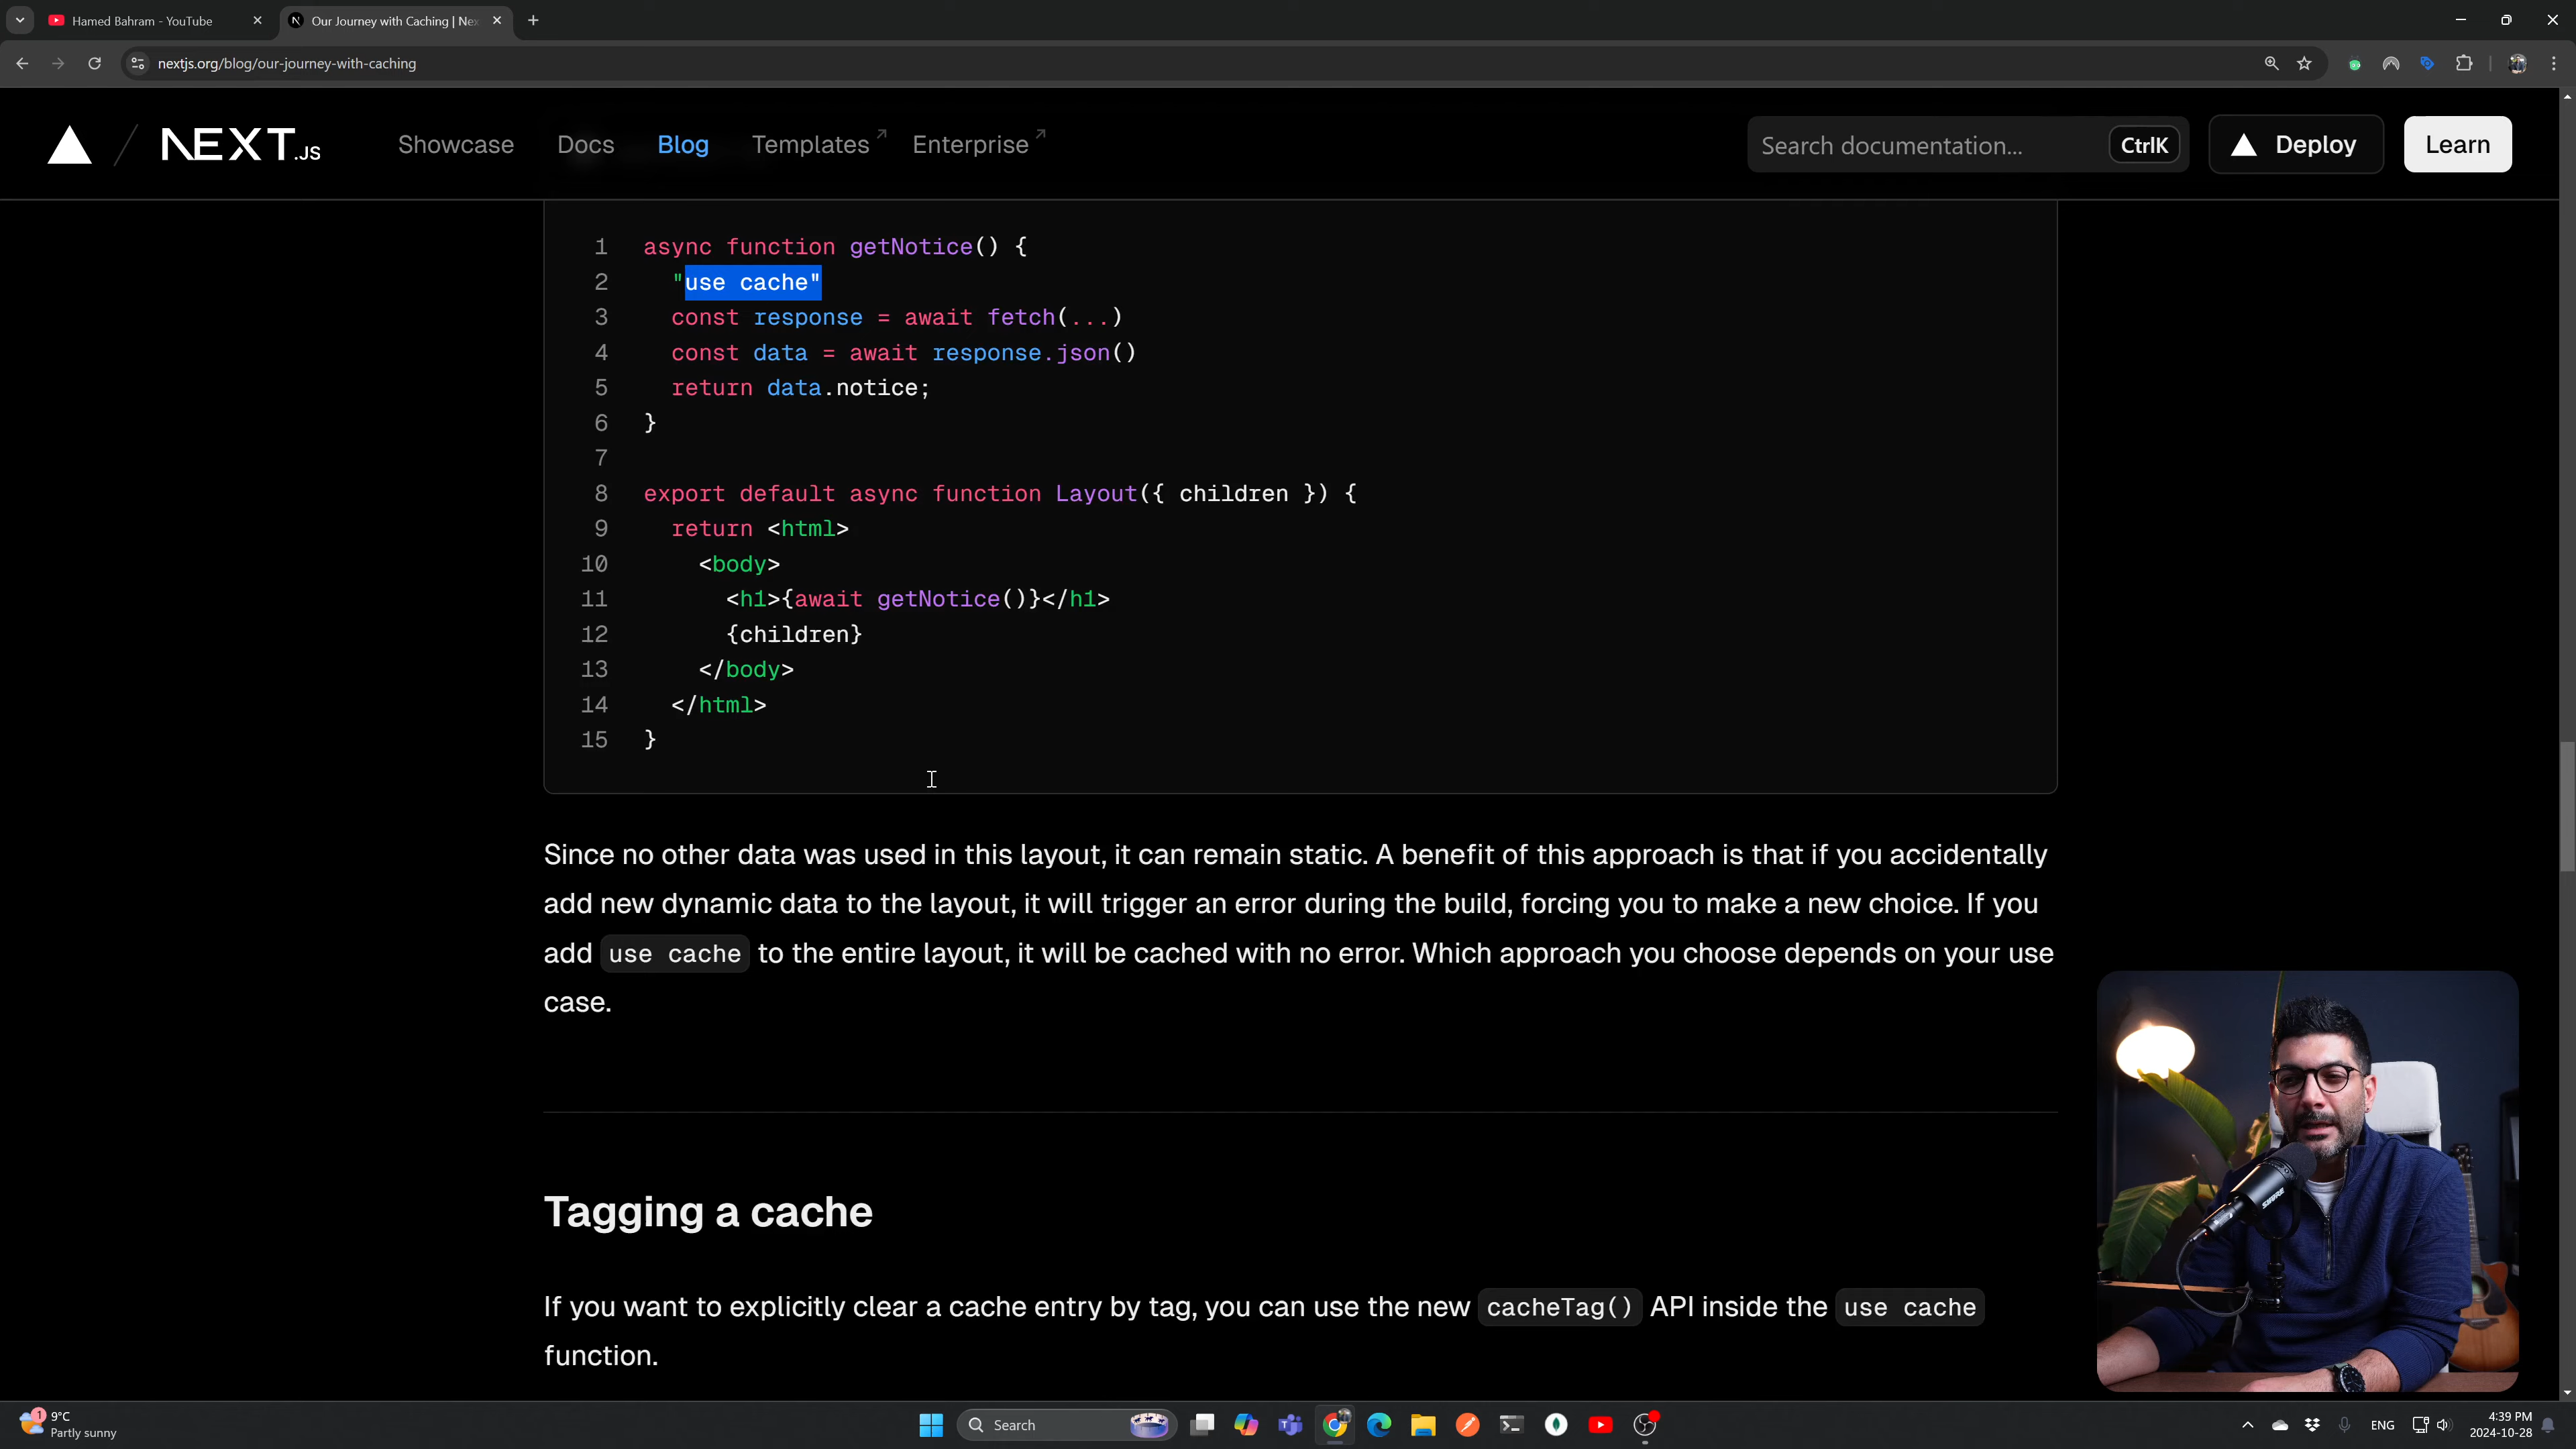 Hamed Bahram - YouTube
Our Journey with Caching | Nex
nextjs.org/blog/our-journey-with-caching
NEXT.JS
Showcase
Docs
Blog
Templates
Enterprise
Search documentation...
CtrlK
Deploy
Learn
1 async function getNotice() {
2 "use cache"
3 const response = await fetch(...)
4 const data = await response.json()
5 return data.notice;
6 }
7
8 export default async function Layout({ children }) {
9 return <html>
10 <body>
11 <h1>{await getNotice()}</h1>
12 {children}
13 </body>
14 </html>
15 }
Since no other data was used in this layout, it can remain static. A benefit of this approach is that if you accidentally
add new dynamic data to the layout, it will trigger an error during the build, forcing you to make a new choice. If you
add use cache to the entire layout, it will be cached with no error. Which approach you choose depends on your use
case.
Tagging a cache
If you want to explicitly clear a cache entry by tag, you can use the new cacheTag() API inside the use cache
function.
SHURE
1
9°C
Partly sunny
Search
ENG
4:39 PM
2024-10-28